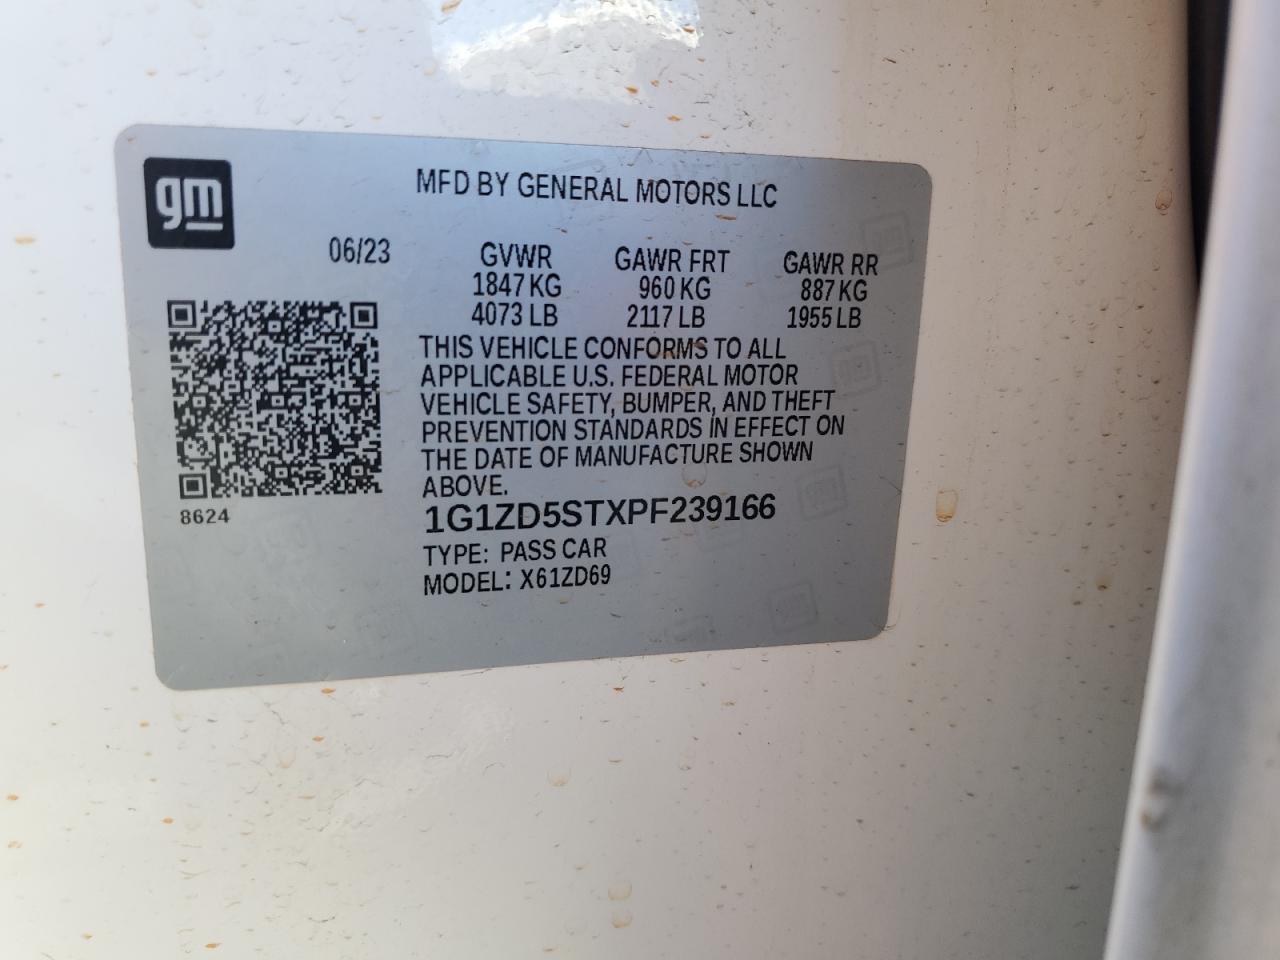 gm
MFD BY GENERAL MOTORS LLC
06/23 GVWR GAWR FRT GAWR RR
1847 KG 960 KG 887 KG
4073 LB 2117 LB 1955 LB
THIS VEHICLE CONFORMS TO ALL
APPLICABLE U.S. FEDERAL MOTOR
VEHICLE SAFETY, BUMPER, AND THEFT
PREVENTION STANDARDS IN EFFECT ON
THE DATE OF MANUFACTURE SHOWN
ABOVE.
8624
1G1ZD5STXPF239166
TYPE: PASS CAR
MODEL: X61ZD69